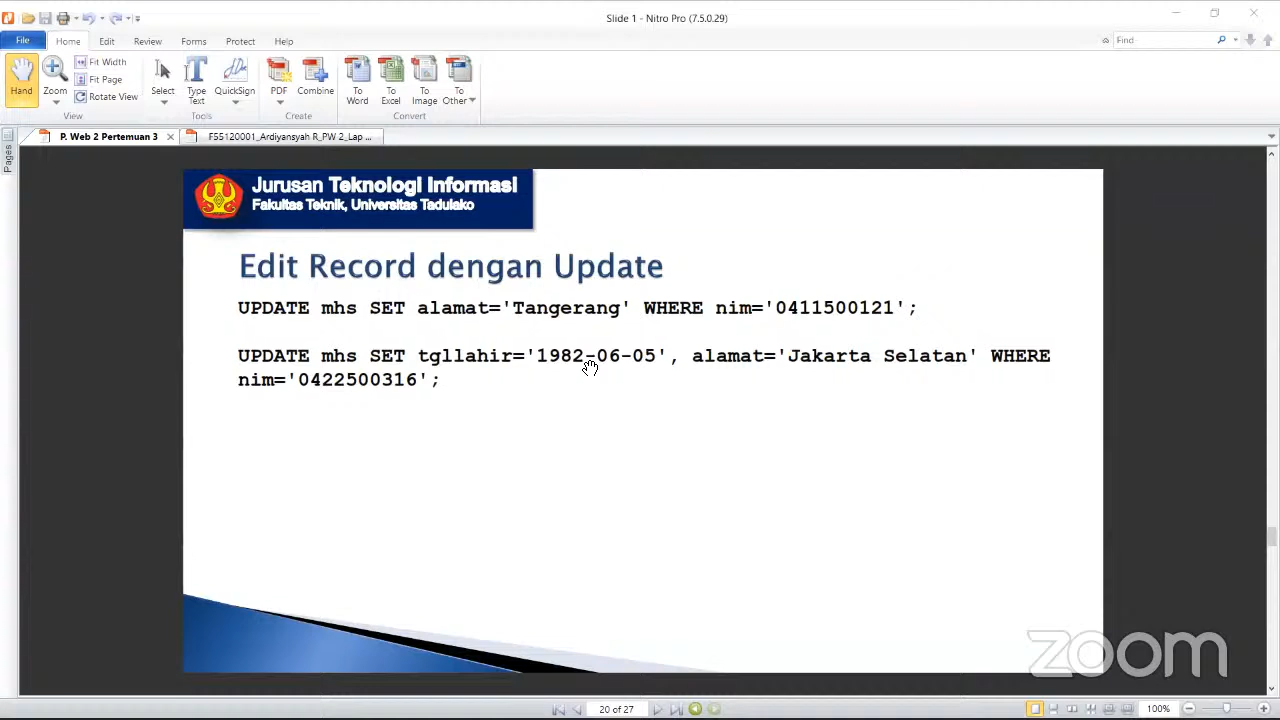 Slide 1 - Nitro Pro (7.5.0.29)
File Home Edit Review Forms Protect Help Find
Hand Zoom Fit Width Fit Page Rotate View Select Type Text QuickSign PDF Combine To Word To Excel To Image To Other
View Tools Create Convert
P. Web 2 Pertemuan 3 F55120001_Ardiyansyah R_PW 2_Lap ...
Pages
Jurusan Teknologi Informasi
Fakultas Teknik, Universitas Tadulako
Edit Record dengan Update
UPDATE mhs SET alamat='Tangerang' WHERE nim='0411500121';
UPDATE mhs SET tgllahir='1982-06-05', alamat='Jakarta Selatan' WHERE
nim='0422500316';
zoom
20 of 27 100%